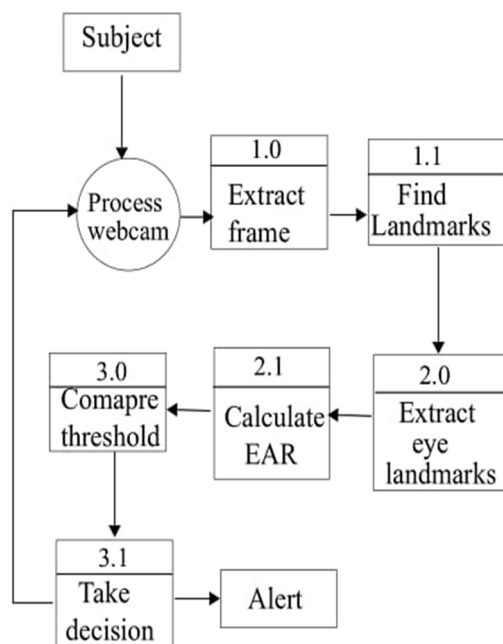 Subject
Process
webcam
1.0
Extract
frame
1.1
Find
Landmarks
2.0
Extract
eye
landmarks
2.1
Calculate
EAR
3.0
Comapre
threshold
3.1
Take
decision
Alert